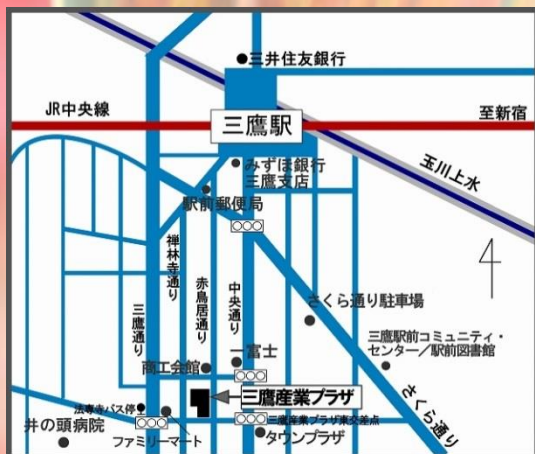 三井住友銀行
JR中央線
三鷹駅
至新宿
玉川上水
みずほ銀行
三鷹支店
駅前郵便局
禅林寺通り
三鷹通り
赤鳥居通り
中央通り
さくら通り駐車場
三鷹駅前コミュニティ・
センター/駅前図書館
一富士
商工会館
三鷹産業プラザ
さくら通り
法専寺バス停
三鷹産業プラザ東交差点
井の頭病院
ファミリーマート
タウンプラザ